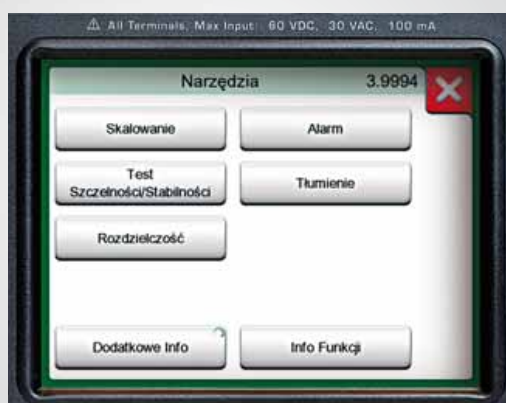 ⚠ All Terminals, Max Input: 60 VDC, 30 VAC, 100 mA
Narzędzia 3.9994
Skalowanie Alarm
Test
Szczelności/Stabilności Tłumienie
Rozdzielczość
Dodatkowe Info Info Funkcji